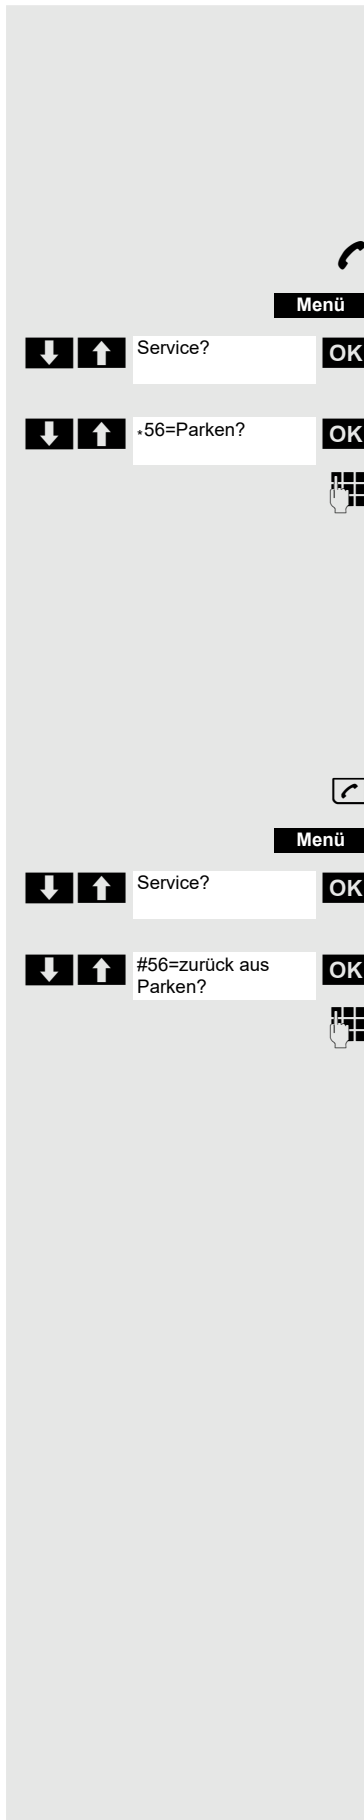 Menü
Service? OK
*56=Parken? OK
Menü
Service? OK
#56=zurück aus OK
Parken?